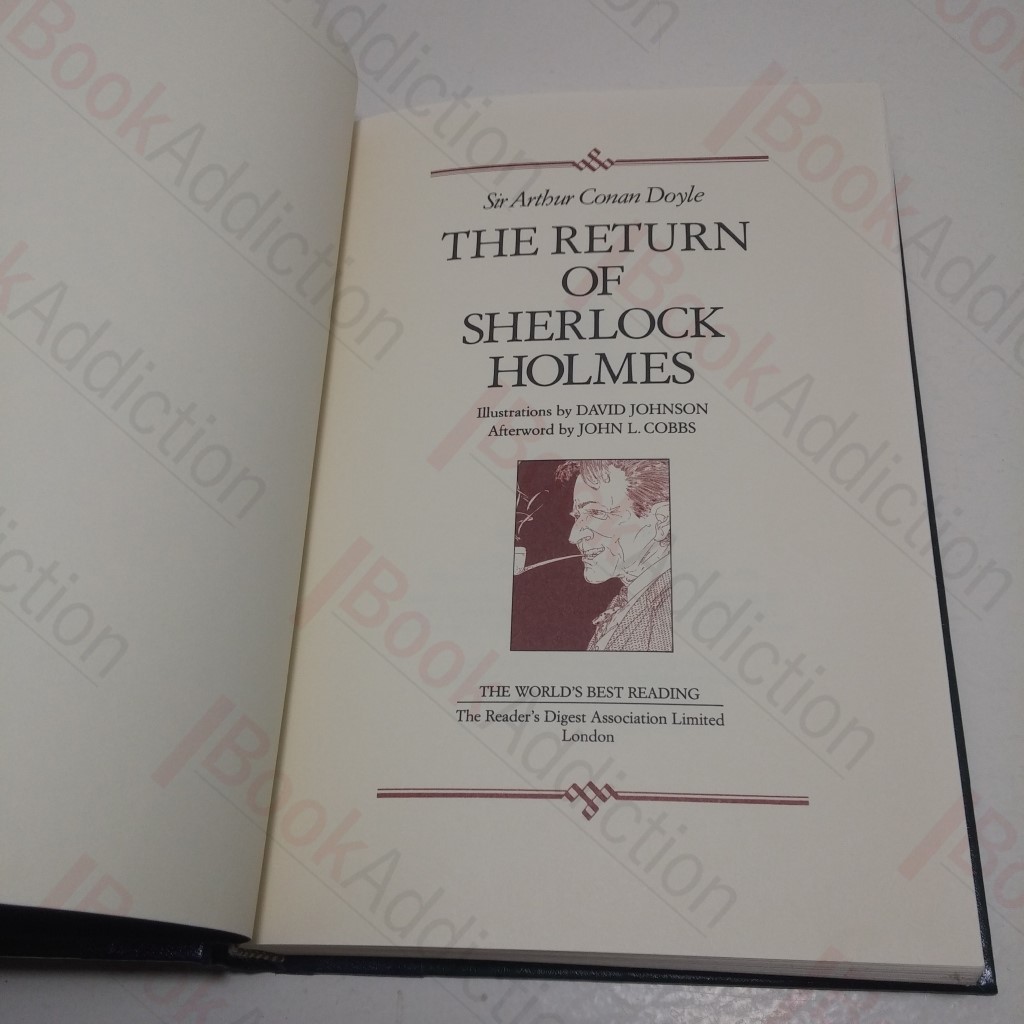 Sir Arthur Conan Doyle
THE RETURN
OF
SHERLOCK
HOLMES
Illustrations by DAVID JOHNSON
Afterword by JOHN L. COBBS
THE WORLD'S BEST READING
The Reader's Digest Association Limited
London
BookAddiction